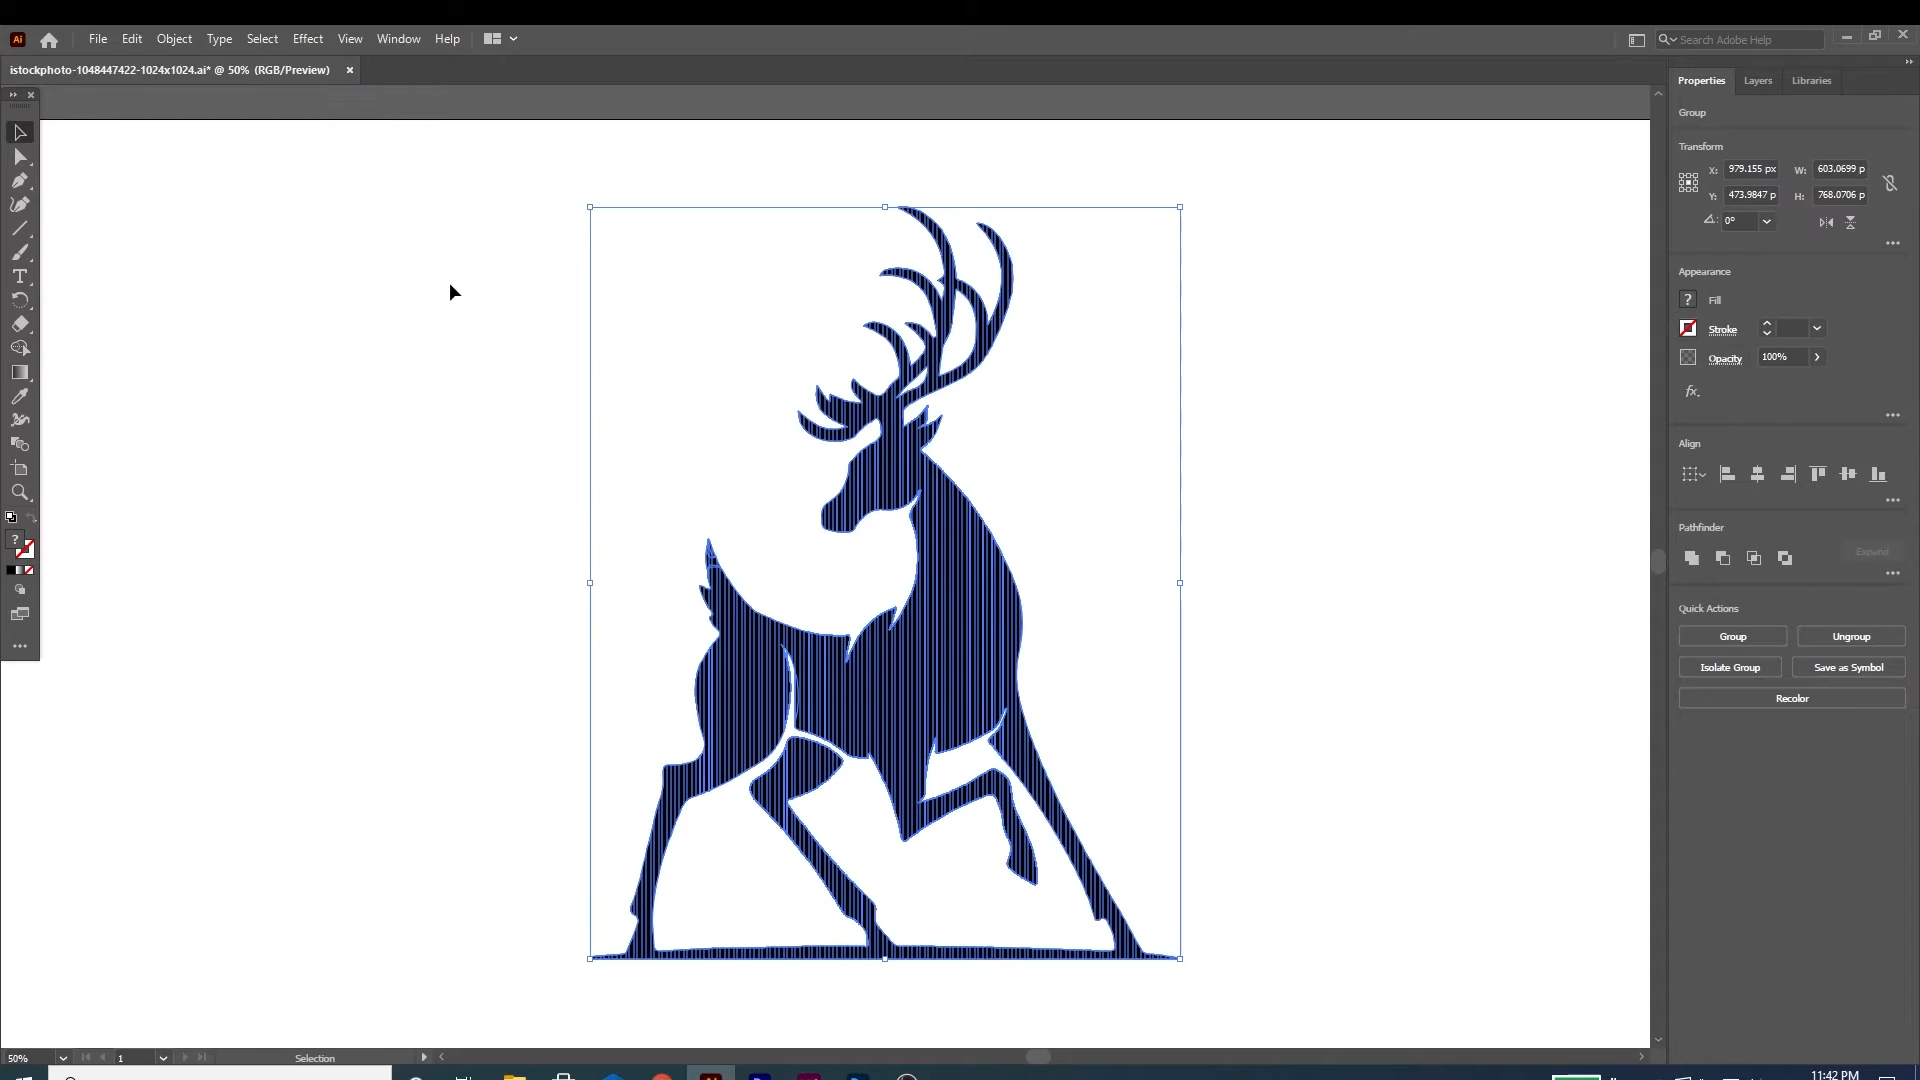 Ai File Edit Object Type Select Effect View Window Help Search Adobe Help
istockphoto-1048447422-1024x1024.ai* @ 50% (RGB/Preview) ×
Properties Layers Libraries
Group
Transform
X: 979.155 px W: 603.0699 p
Y: 473.9847 p H: 768.0706 p
0°
Appearance
? Fill
Stroke
Opacity 100%
fx.
Align
Pathfinder
Expand
Quick Actions
Group Ungroup
Isolate Group Save as Symbol
Recolor
50% 1 Selection
11:42 PM